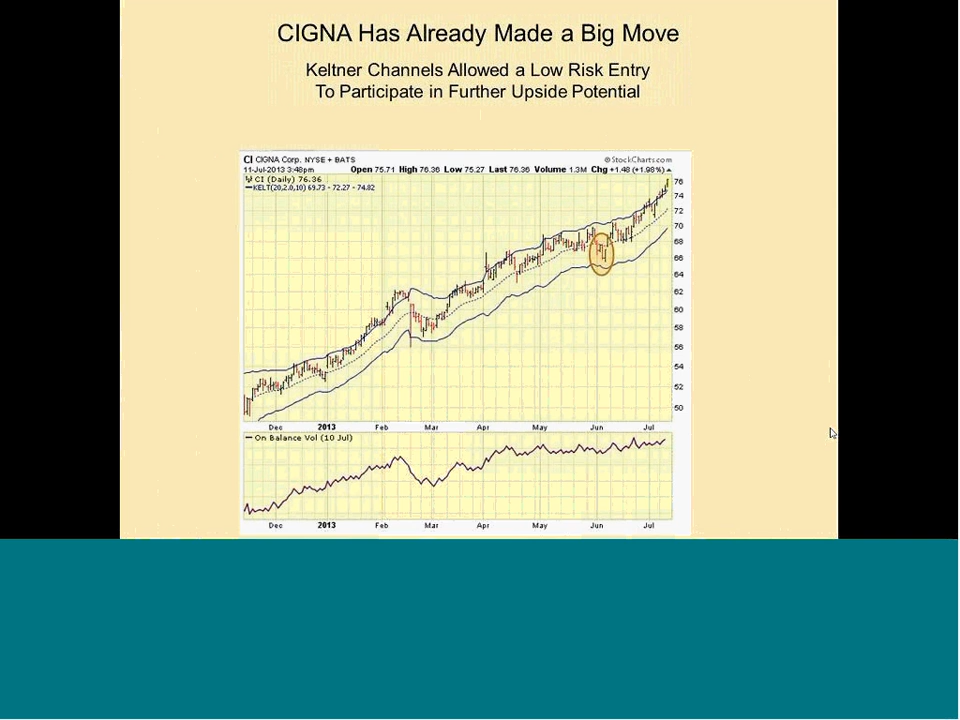 CIGNA Has Already Made a Big Move
Keltner Channels Allowed a Low Risk Entry
To Participate in Further Upside Potential
CI CIGNA Corp. NYSE + BATS © StockCharts.com
11-Jul-2013 3:48pm Open 75.71 High 76.36 Low 75.27 Last 76.36 Volume 1.3M Chg +1.48 (+1.98%)
CI (Daily) 76.36
KELT(20,2.0,10) 69.73 - 72.27 - 74.82
76
74
72
70
68
66
64
62
60
58
56
54
52
50
Dec 2013 Feb Mar Apr May Jun Jul
On Balance Vol (10 Jul)
Dec 2013 Feb Mar Apr May Jun Jul